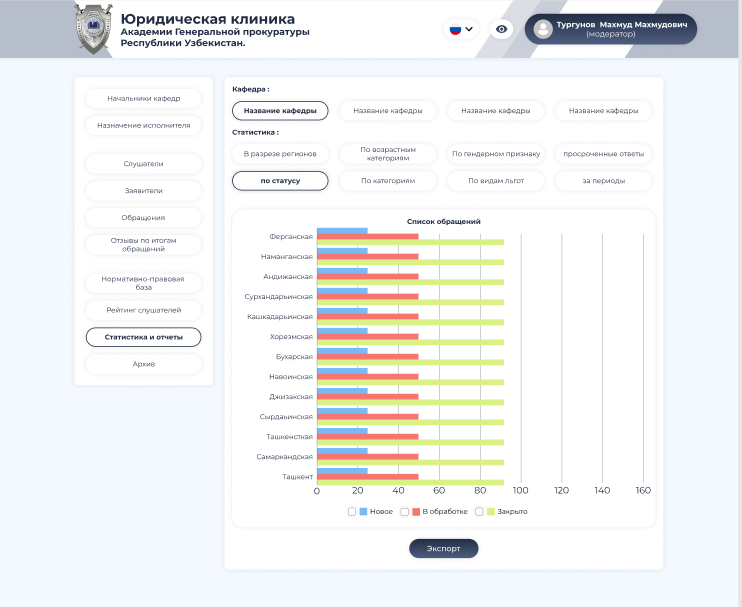 Юридическая клиника
Академии Генеральной прокуратуры
Республики Узбекистан.
Тургунов Махмуд Махмудович
(модератор)
Начальники кафедр
Назначение исполнителя
Слушатели
Заявители
Обращения
Отзывы по итогам
обращений
Нормативно-правовая
база
Рейтинг слушателей
Статистика и отчеты
Архив
Кафедра :
Название кафедры
Название кафедры
Название кафедры
Название кафедры
Статистика :
В разрезе регионов
По возрастным
категориям
По гендерному признаку
просроченные ответы
по статусу
По категориям
По видам льгот
за периоды
Список обращений
Ферганская
Наманганская
Андижанская
Сурхандарьинская
Кашкадарьинская
Хорезмская
Бухарская
Навоинская
Джизакская
Сырдаьинская
Ташкенсткая
Самаркандская
Ташкент
0 20 40 60 80 100 120 140 160
Новое В обработке Закрыто
Экспорт